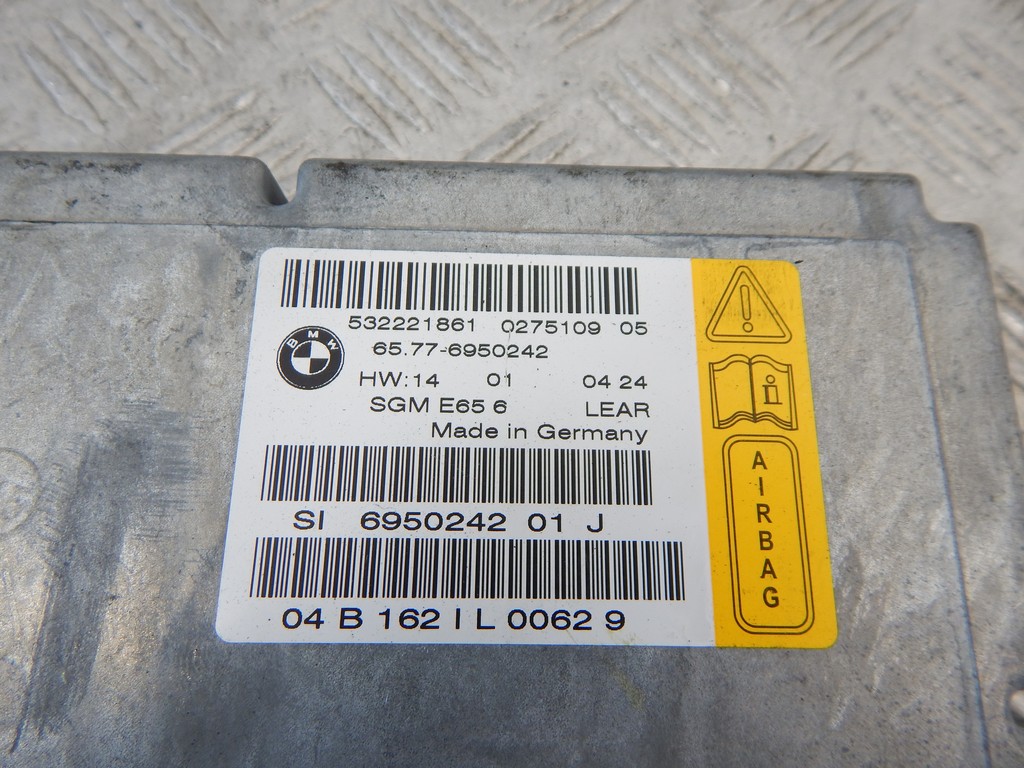 532221861 0275109 05
BMW
65.77-6950242
HW:14 01 04 24
SGM E65 6 LEAR
Made in Germany
SI 6950242 01 J
04 B 162 I L 0062 9
AIRBAG